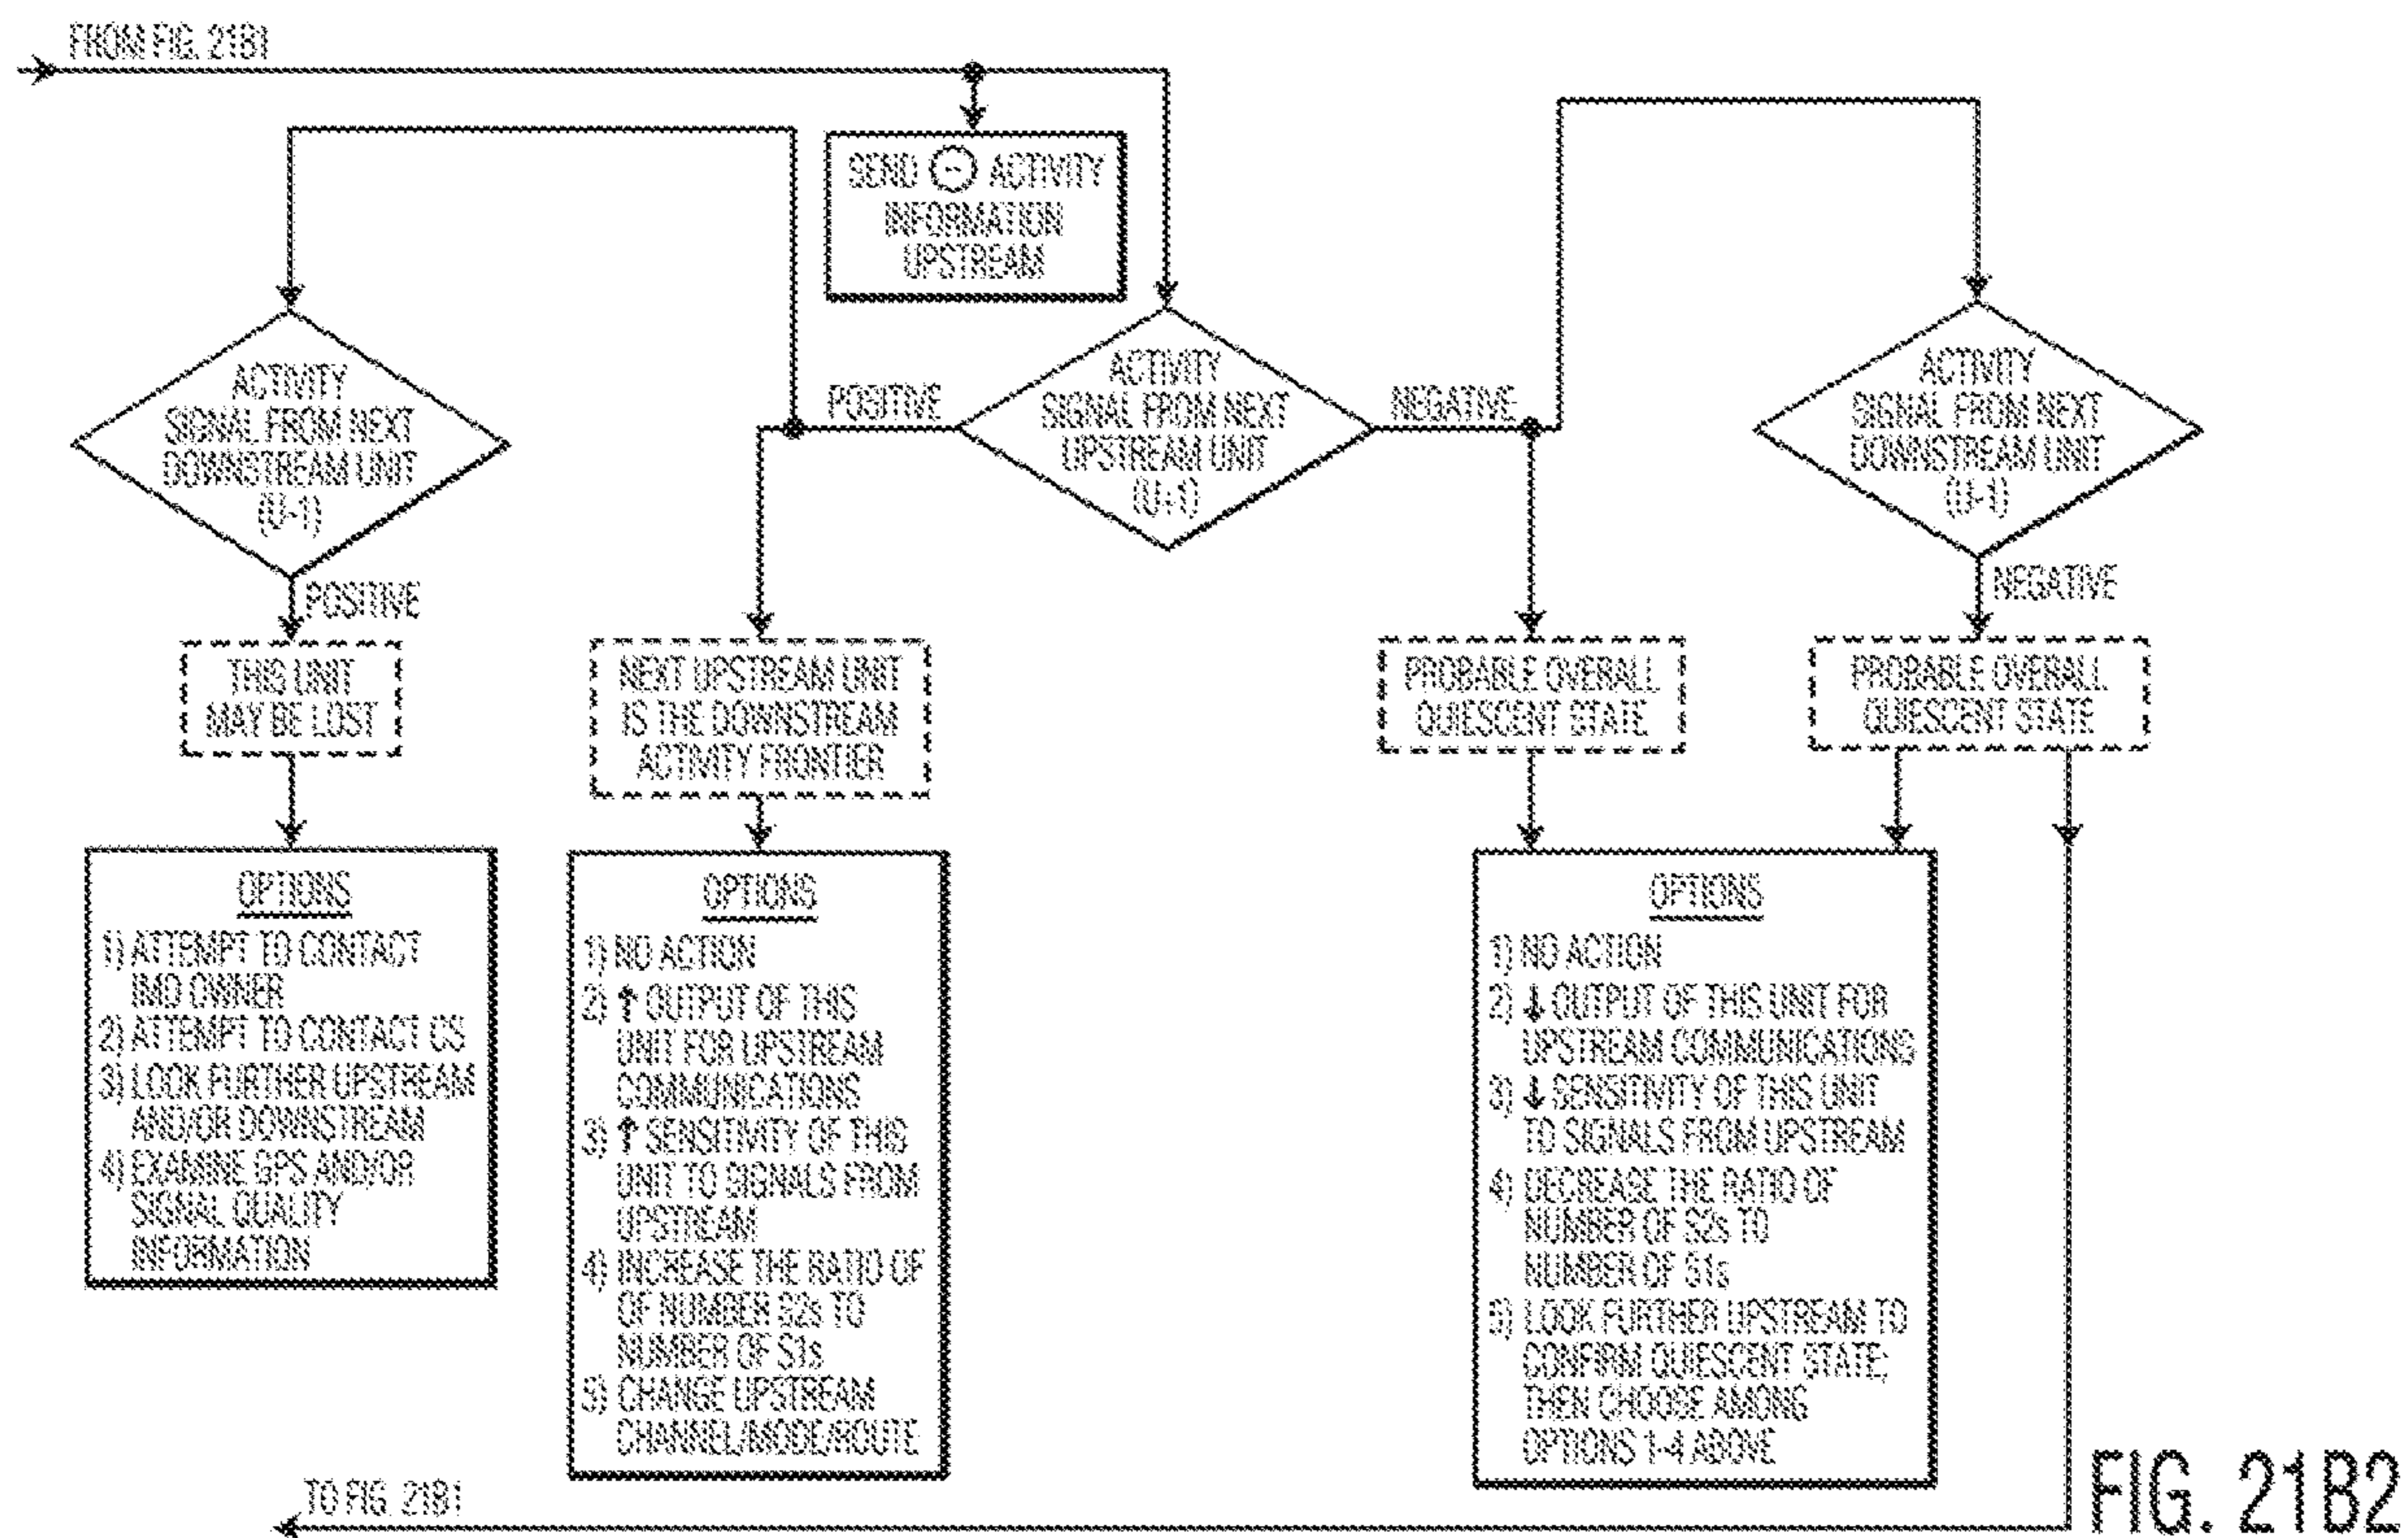 FROM FIG. 21B1
SEND (-) ACTIVITY
INFORMATION
UPSTREAM
ACTIVITY
SIGNAL FROM NEXT
DOWNSTREAM UNIT
(U-1)
POSITIVE
ACTIVITY
SIGNAL FROM NEXT
UPSTREAM UNIT
(U+1)
NEGATIVE
ACTIVITY
SIGNAL FROM NEXT
DOWNSTREAM UNIT
(U-1)
POSITIVE
NEGATIVE
THIS UNIT
MAY BE LOST
NEXT UPSTREAM UNIT
IS THE DOWNSTREAM
ACTIVITY FRONTIER
PROBABLE OVERALL
QUIESCENT STATE
PROBABLE OVERALL
QUIESCENT STATE
OPTIONS
1) ATTEMPT TO CONTACT
IMD OWNER
2) ATTEMPT TO CONTACT CS
3) LOOK FURTHER UPSTREAM
AND/OR DOWNSTREAM
4) EXAMINE GPS AND/OR
SIGNAL QUALITY
INFORMATION
OPTIONS
1) NO ACTION
2) ↑ OUTPUT OF THIS
UNIT FOR UPSTREAM
COMMUNICATIONS
3) ↑ SENSITIVITY OF THIS
UNIT TO SIGNALS FROM
UPSTREAM
4) INCREASE THE RATIO OF
OF NUMBER S2s TO
NUMBER OF S1s
5) CHANGE UPSTREAM
CHANNEL/MODE/ROUTE
OPTIONS
1) NO ACTION
2) ↓ OUTPUT OF THIS UNIT FOR
UPSTREAM COMMUNICATIONS
3) ↓ SENSITIVITY OF THIS UNIT
TO SIGNALS FROM UPSTREAM
4) DECREASE THE RATIO OF
NUMBER OF S2s TO
NUMBER OF S1s
5) LOOK FURTHER UPSTREAM TO
CONFIRM QUIESCENT STATE;
THEN CHOOSE AMONG
OPTIONS 1-4 ABOVE
TO FIG. 21B1
FIG. 21B2